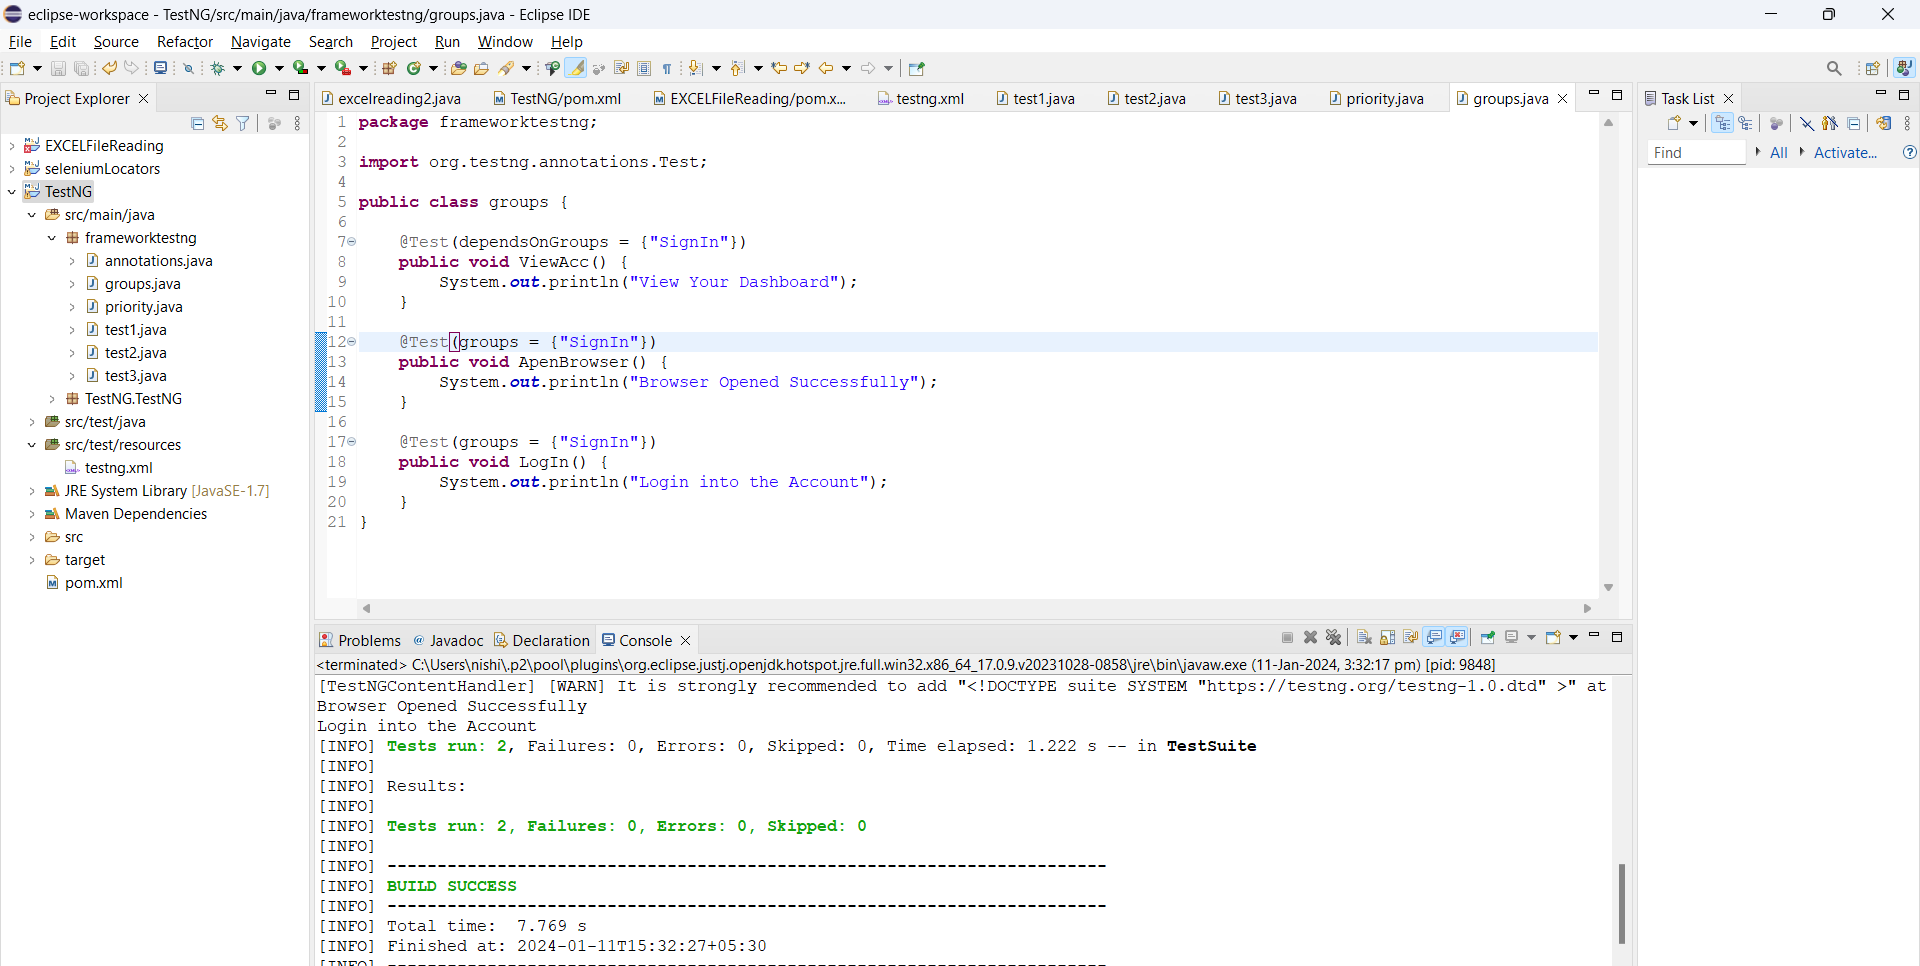 eclipse-workspace - TestNG/src/main/java/frameworktestng/groups.java - Eclipse IDE
File Edit Source Refactor Navigate Search Project Run Window Help
Project Explorer
EXCELFileReading
seleniumLocators
TestNG
src/main/java
frameworktestng
annotations.java
groups.java
priority.java
test1.java
test2.java
test3.java
TestNG.TestNG
src/test/java
src/test/resources
testng.xml
JRE System Library [JavaSE-1.7]
Maven Dependencies
src
target
pom.xml
excelreading2.java TestNG/pom.xml EXCELFileReading/pom.x... testng.xml test1.java test2.java test3.java priority.java groups.java
1 package frameworktestng;
2
3 import org.testng.annotations.Test;
4
5 public class groups {
6
7 @Test(dependsOnGroups = {"SignIn"})
8 public void ViewAcc() {
9 System.out.println("View Your Dashboard");
10 }
11
12 @Test(groups = {"SignIn"})
13 public void ApenBrowser() {
14 System.out.println("Browser Opened Successfully");
15 }
16
17 @Test(groups = {"SignIn"})
18 public void LogIn() {
19 System.out.println("Login into the Account");
20 }
21 }
Task List
Find All Activate...
Problems Javadoc Declaration Console
<terminated> C:\Users\nishi\.p2\pool\plugins\org.eclipse.justj.openjdk.hotspot.jre.full.win32.x86_64_17.0.9.v20231028-0858\jre\bin\javaw.exe (11-Jan-2024, 3:32:17 pm) [pid: 9848]
[TestNGContentHandler] [WARN] It is strongly recommended to add "<!DOCTYPE suite SYSTEM "https://testng.org/testng-1.0.dtd" >" at
Browser Opened Successfully
Login into the Account
[INFO] Tests run: 2, Failures: 0, Errors: 0, Skipped: 0, Time elapsed: 1.222 s -- in TestSuite
[INFO]
[INFO] Results:
[INFO]
[INFO] Tests run: 2, Failures: 0, Errors: 0, Skipped: 0
[INFO]
[INFO] ------------------------------------------------------------------------
[INFO] BUILD SUCCESS
[INFO] ------------------------------------------------------------------------
[INFO] Total time:  7.769 s
[INFO] Finished at: 2024-01-11T15:32:27+05:30
[INFO] ------------------------------------------------------------------------